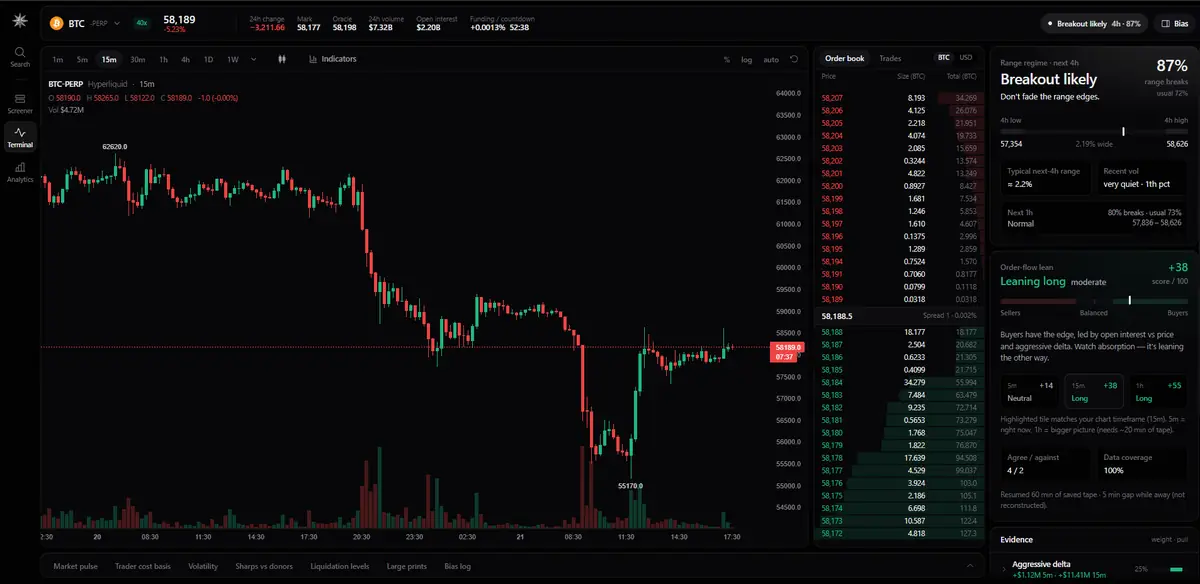 BTC -PERP 40x 58,189 -5.23%
24h change -3,211.66
Mark 58,177
Oracle 58,198
24h volume $7.32B
Open interest $2.20B
Funding / countdown +0.0013% 52:38
Breakout likely 4h · 87%
Bias
Search
Screener
Terminal
Analytics
1m 5m 15m 30m 1h 4h 1D 1W Indicators % log auto
BTC-PERP Hyperliquid · 15m
O 58190.0 H 58265.0 L 58122.0 C 58189.0 -1.0 (-0.00%)
Vol $4.72M
62620.0
55170.0
64000.0
63500.0
63000.0
62500.0
62000.0
61500.0
61000.0
60500.0
60000.0
59500.0
59000.0
58500.0
58189.0
07:37
57500.0
57000.0
56500.0
56000.0
55500.0
55000.0
54500.0
2:30 20 08:30 11:30 14:30 17:30 20:30 23:30 02:30 21 08:30 11:30 14:30 17:30
Market pulse Trader cost basis Volatility Sharps vs donors Liquidation levels Large prints Bias log
Order book Trades BTC USD
Price Size (BTC) Total (BTC)
58,207 8.193 34.269
58,206 4.125 26.076
58,205 2.218 21.951
58,204 4.074 19.733
58,203 2.085 15.659
58,202 0.3244 13.574
58,201 4.822 13.249
58,200 0.8927 8.427
58,199 1.681 7.534
58,198 1.246 5.853
58,197 1.610 4.607
58,196 0.1375 2.996
58,195 1.289 2.859
58,194 0.7524 1.570
58,191 0.7060 0.8177
58,190 0.0799 0.1118
58,189 0.0318 0.0318
58,188.5 Spread 1 · 0.002%
58,188 18.177 18.177
58,187 2.504 20.682
58,186 0.6233 21.305
58,185 0.4099 21.715
58,184 34.279 55.994
58,183 7.484 63.479
58,182 9.235 72.714
58,181 0.5653 73.279
58,180 1.768 75.047
58,179 1.822 76.870
58,178 17.639 94.508
58,177 4.529 99.037
58,176 3.924 103.0
58,175 2.186 105.1
58,174 6.698 111.8
58,173 10.587 122.4
58,172 4.818 127.3
Range regime · next 4h 87%
Breakout likely range breaks
usual 72%
Don't fade the range edges.
4h low 4h high
57,354 2.19% wide 58,626
Typical next-4h range
≈ 2.2%
Recent vol
very quiet · 1th pct
Next 1h 80% breaks · usual 73%
Normal 57,836 – 58,626
Order-flow lean +38
Leaning long moderate score / 100
Sellers Balanced Buyers
Buyers have the edge, led by open interest vs price
and aggressive delta. Watch absorption — it's leaning
the other way.
5m +14 Neutral
15m +38 Long
1h +55 Long
Highlighted tile matches your chart timeframe (15m). 5m =
right now, 1h = bigger picture (needs ~20 min of tape).
Agree / against
4 / 2
Data coverage
100%
Resumed 60 mn of saved tape · 5 min gap while away (not
reconstructed).
Evidence weight · pull
Aggressive delta 25%
+$1.12M 5m · +$11.41M 15m